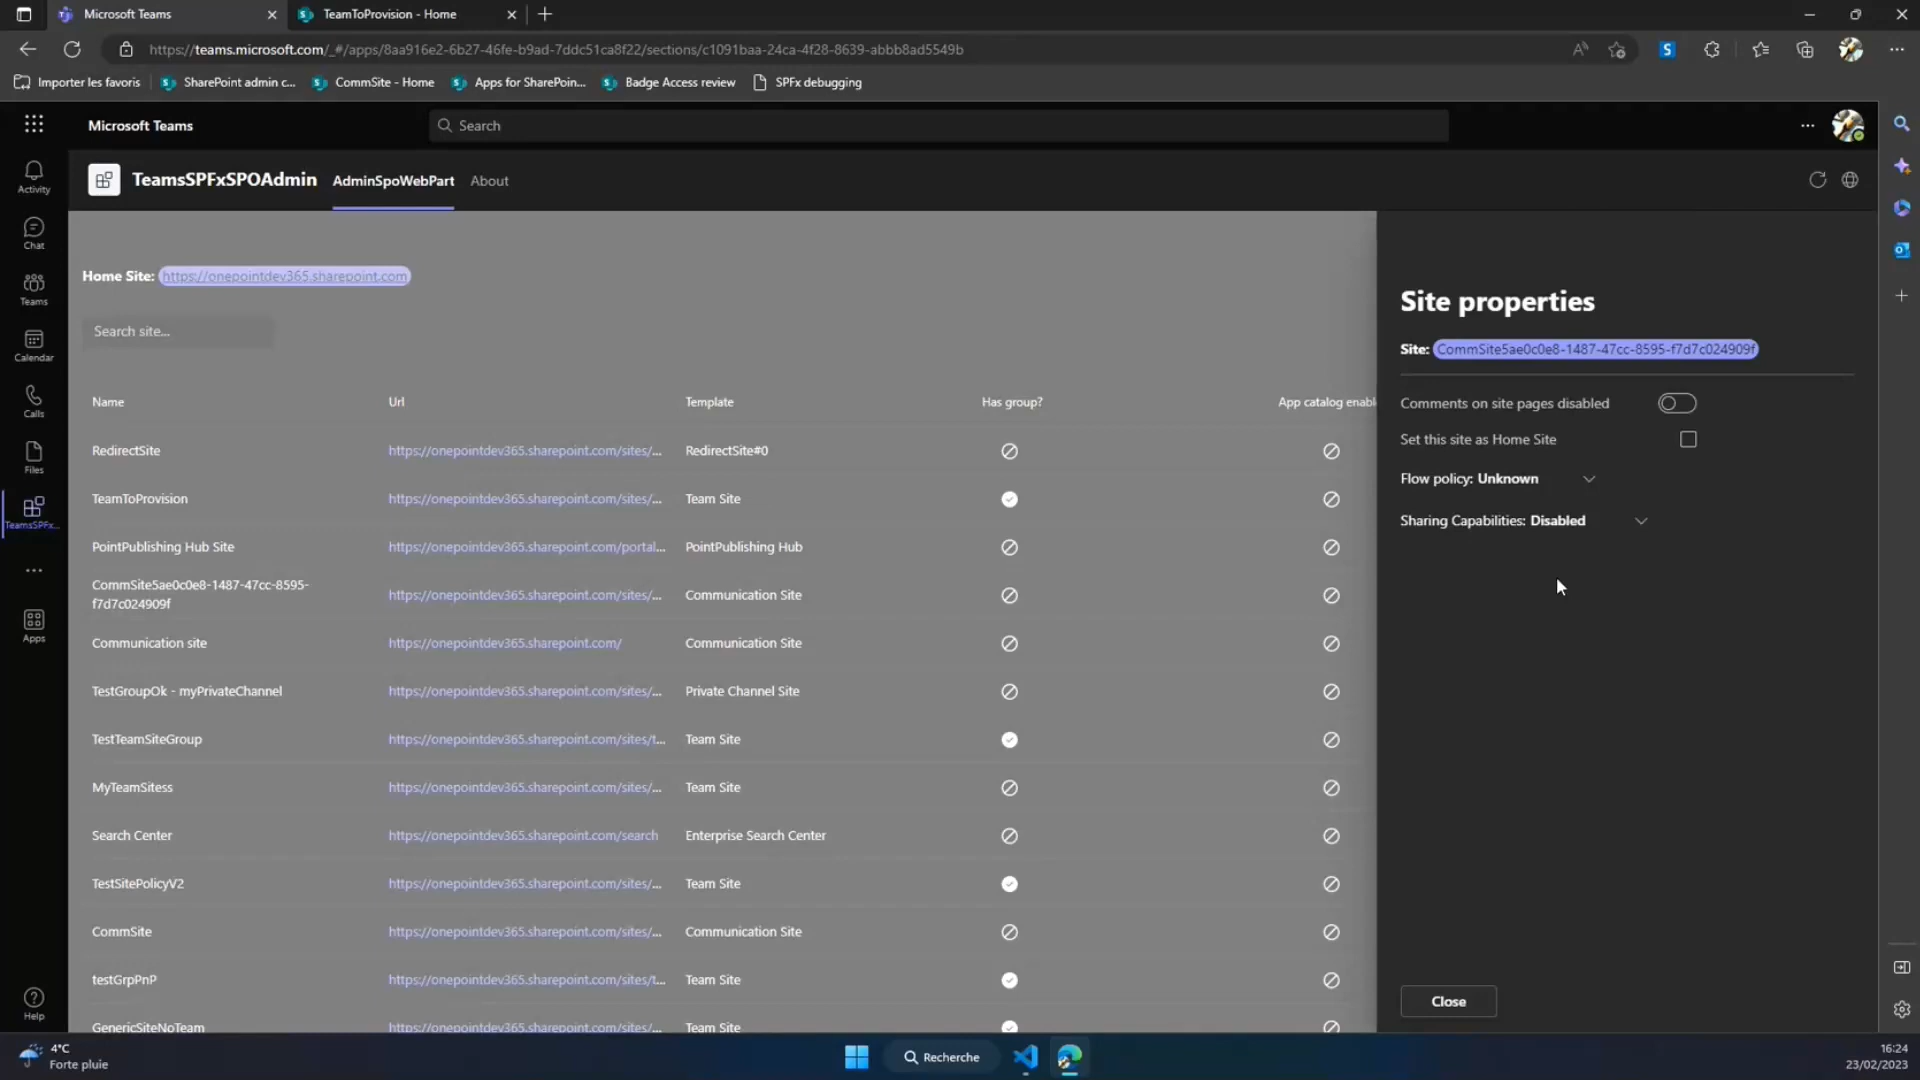 Microsoft Teams
TeamToProvision - Home
https://teams.microsoft.com/_#/apps/8aa916e2-6b27-46fe-b9ad-7ddc51ca8f22/sections/c1091baa-24ca-4f28-8639-abbb8ad5549b
Importer les favoris
SharePoint admin c...
CommSite - Home
Apps for SharePoin...
Badge Access review
SPFx debugging
Microsoft Teams
Search
Activity
Chat
Teams
Calendar
Calls
Files
TeamsSPFx...
Apps
Help
TeamsSPFxSPOAdmin
AdminSpoWebPart
About
Home Site: https://onepointdev365.sharepoint.com
Search site...
Name Url Template Has group? App catalog enabl
RedirectSite https://onepointdev365.sharepoint.com/sites/... RedirectSite#0
TeamToProvision https://onepointdev365.sharepoint.com/sites/... Team Site
PointPublishing Hub Site https://onepointdev365.sharepoint.com/portal... PointPublishing Hub
CommSite5ae0c0e8-1487-47cc-8595-
f7d7c024909f https://onepointdev365.sharepoint.com/sites/... Communication Site
Communication site https://onepointdev365.sharepoint.com/ Communication Site
TestGroupOk - myPrivateChannel https://onepointdev365.sharepoint.com/sites/... Private Channel Site
TestTeamSiteGroup https://onepointdev365.sharepoint.com/sites/t... Team Site
MyTeamSitess https://onepointdev365.sharepoint.com/sites/... Team Site
Search Center https://onepointdev365.sharepoint.com/search Enterprise Search Center
TestSitePolicyV2 https://onepointdev365.sharepoint.com/sites/... Team Site
CommSite https://onepointdev365.sharepoint.com/sites/... Communication Site
testGrpPnP https://onepointdev365.sharepoint.com/sites/t... Team Site
GenericSiteNoTeam https://onepointdev365.sharepoint.com/sites/... Team Site
Site properties
Site: CommSite5ae0c0e8-1487-47cc-8595-f7d7c024909f
Comments on site pages disabled
Set this site as Home Site
Flow policy: Unknown
Sharing Capabilities: Disabled
Close
4°C
Forte pluie
Recherche
16:24
23/02/2023